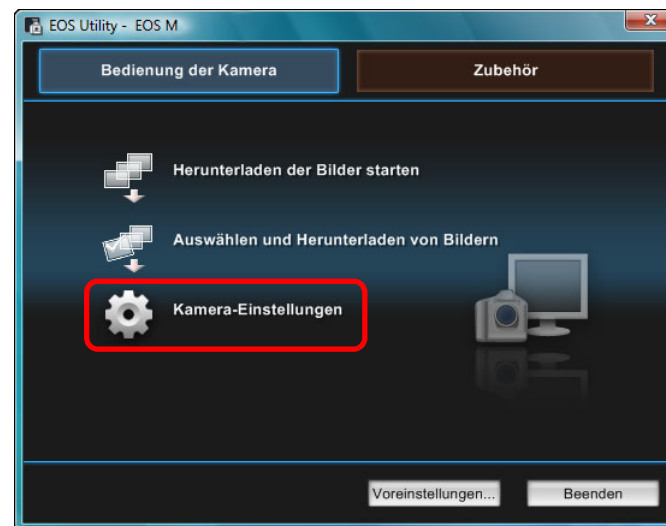 EOS Utility - EOS M
Bedienung der Kamera
Zubehör
Herunterladen der Bilder starten
Auswählen und Herunterladen von Bildern
Kamera-Einstellungen
Voreinstellungen...
Beenden